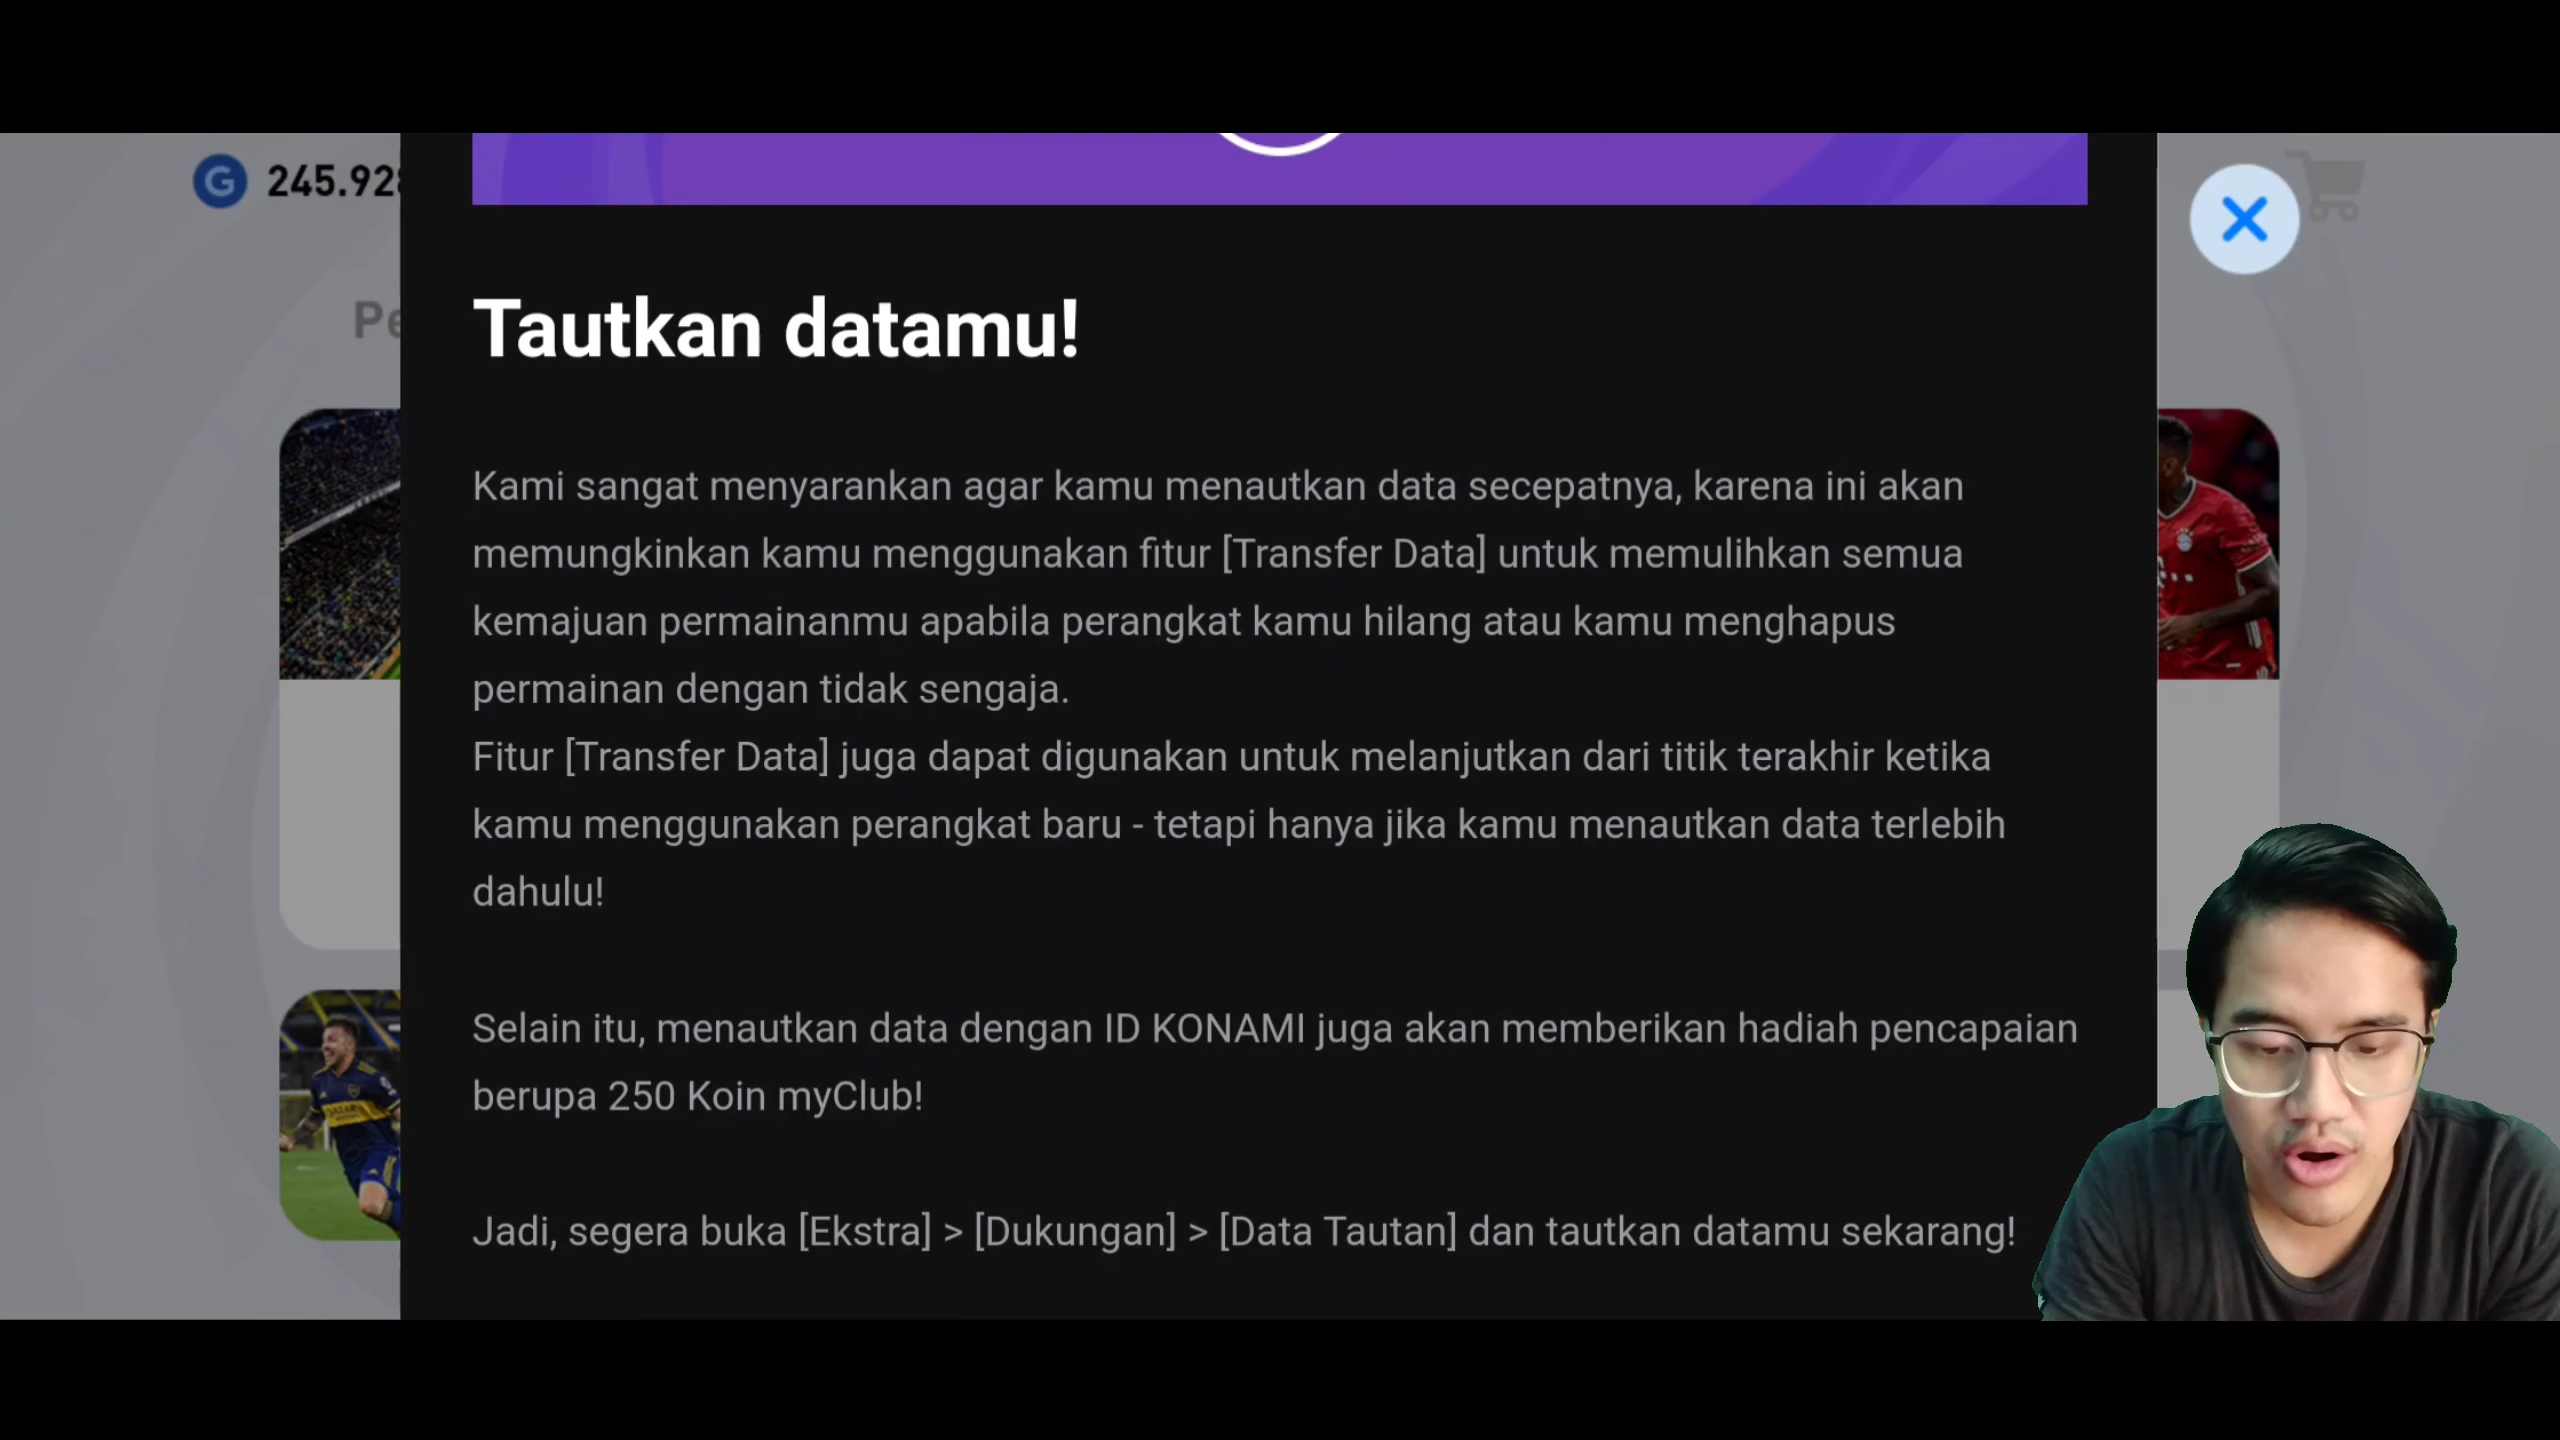 G 245.928
Pe
Tautkan datamu!
Kami sangat menyarankan agar kamu menautkan data secepatnya, karena ini akan
memungkinkan kamu menggunakan fitur [Transfer Data] untuk memulihkan semua
kemajuan permainanmu apabila perangkat kamu hilang atau kamu menghapus
permainan dengan tidak sengaja.
Fitur [Transfer Data] juga dapat digunakan untuk melanjutkan dari titik terakhir ketika
kamu menggunakan perangkat baru - tetapi hanya jika kamu menautkan data terlebih
dahulu!
Selain itu, menautkan data dengan ID KONAMI juga akan memberikan hadiah pencapaian
berupa 250 Koin myClub!
Jadi, segera buka [Ekstra] > [Dukungan] > [Data Tautan] dan tautkan datamu sekarang!